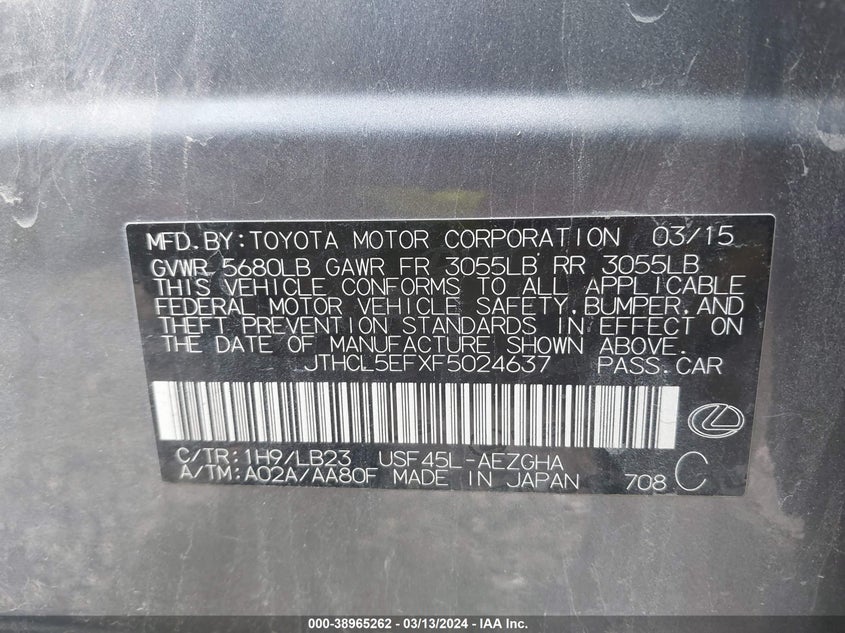 MFD.BY:TOYOTA MOTOR CORPORATION 03/15
GVWR 5680LB GAWR FR 3055LB RR 3055LB
THIS VEHICLE CONFORMS TO ALL APPLICABLE
FEDERAL MOTOR VEHICLE SAFETY,BUMPER,AND
THEFT PREVENTION STANDARDS IN EFFECT ON
THE DATE OF MANUFACTURE SHOWN ABOVE.
JTHCL5EFXF5024637 PASS.CAR
C/TR:1H9/LB23 USF45L-AEZGHA
A/TM:A02A/AA80F MADE IN JAPAN 708 C
000-38965262 - 03/13/2024 - IAA Inc.